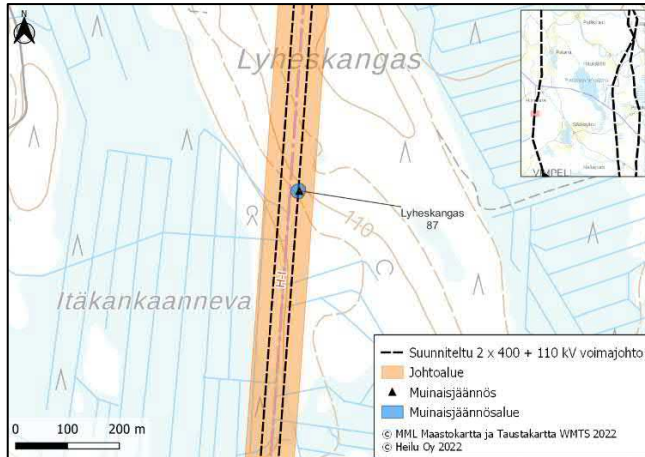 N
Lyheskangas
Lyheskangas
87
110
Itäkankaanneva
VIMPELI
Suunniteltu 2 x 400 + 110 kV voimajohto
Johtoalue
Muinaisjäännös
Muinaisjäännösalue
© MML Maastokartta ja Taustakartta WMTS 2022
© Heilu Oy 2022
0 100 200 m